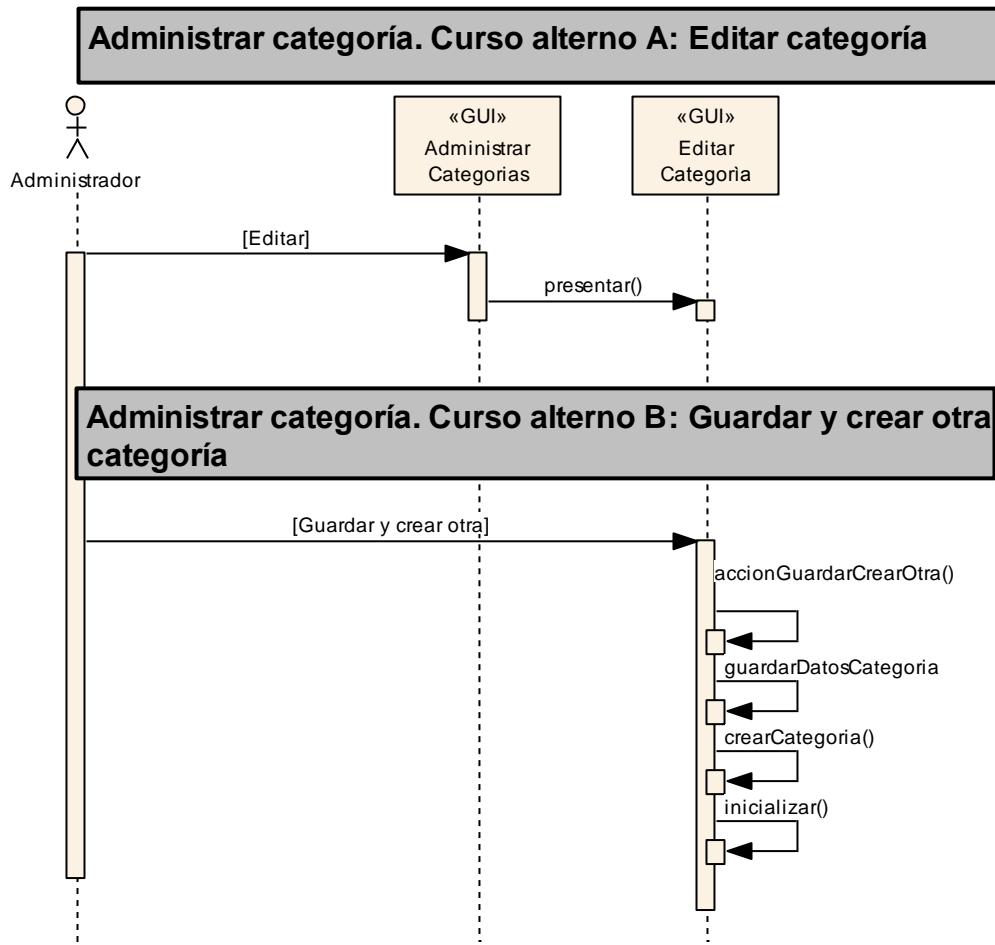 Administrar categoría. Curso alterno A: Editar categoría
Administrador
«GUI»
Administrar
Categorias
«GUI»
Editar
Categorìa
[Editar]
presentar()
Administrar categoría. Curso alterno B: Guardar y crear otra
categoría
[Guardar y crear otra]
accionGuardarCrearOtra()
guardarDatosCategoria
crearCategoria()
inicializar()